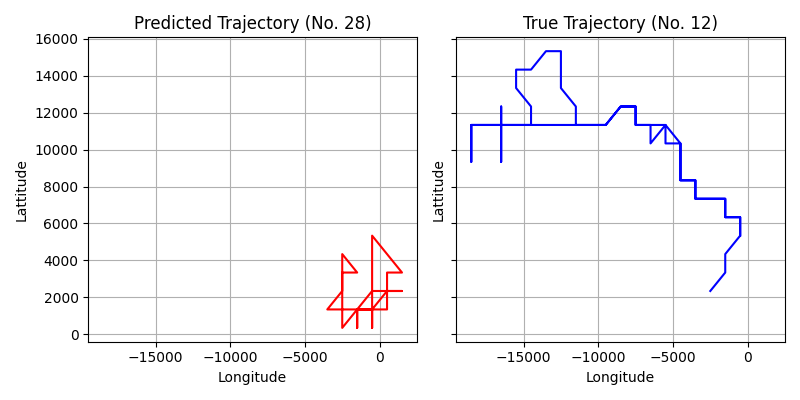 Predicted Trajectory (No. 28)
True Trajectory (No. 12)
16000
14000
12000
10000
8000
6000
4000
2000
0
Lattitude
Lattitude
−15000
−10000
−5000
0
−15000
−10000
−5000
0
Longitude
Longitude